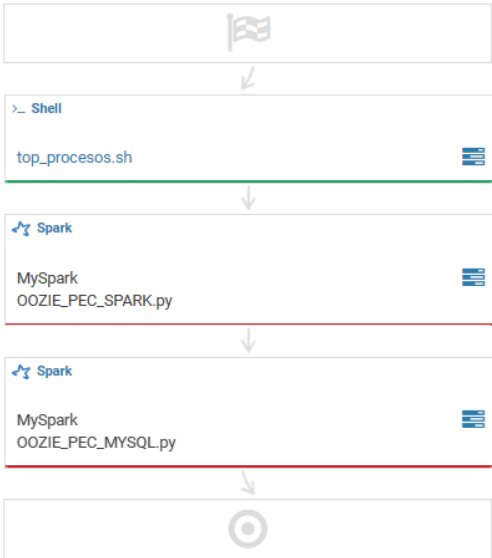 >_ Shell
top_procesos.sh
Spark
MySpark
OOZIE_PEC_SPARK.py
Spark
MySpark
OOZIE_PEC_MYSQL.py